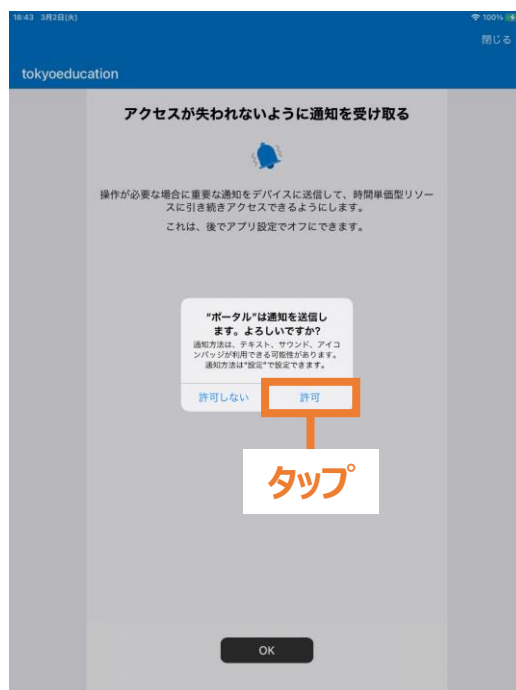 18:43 3月2日(火)
100%
閉じる
tokyoeducation
アクセスが失われないように通知を受け取る
操作が必要な場合に重要な通知をデバイスに送信して、時間単価型リソー
スに引き続きアクセスできるようにします。
これは、後でアプリ設定でオフにできます。
"ポータル"は通知を送信し
ます。よろしいですか?
通知方法は、テキスト、サウンド、アイコ
ンバッジが利用できる可能性があります。
通知方法は"設定"で設定できます。
許可しない
許可
タップ
OK